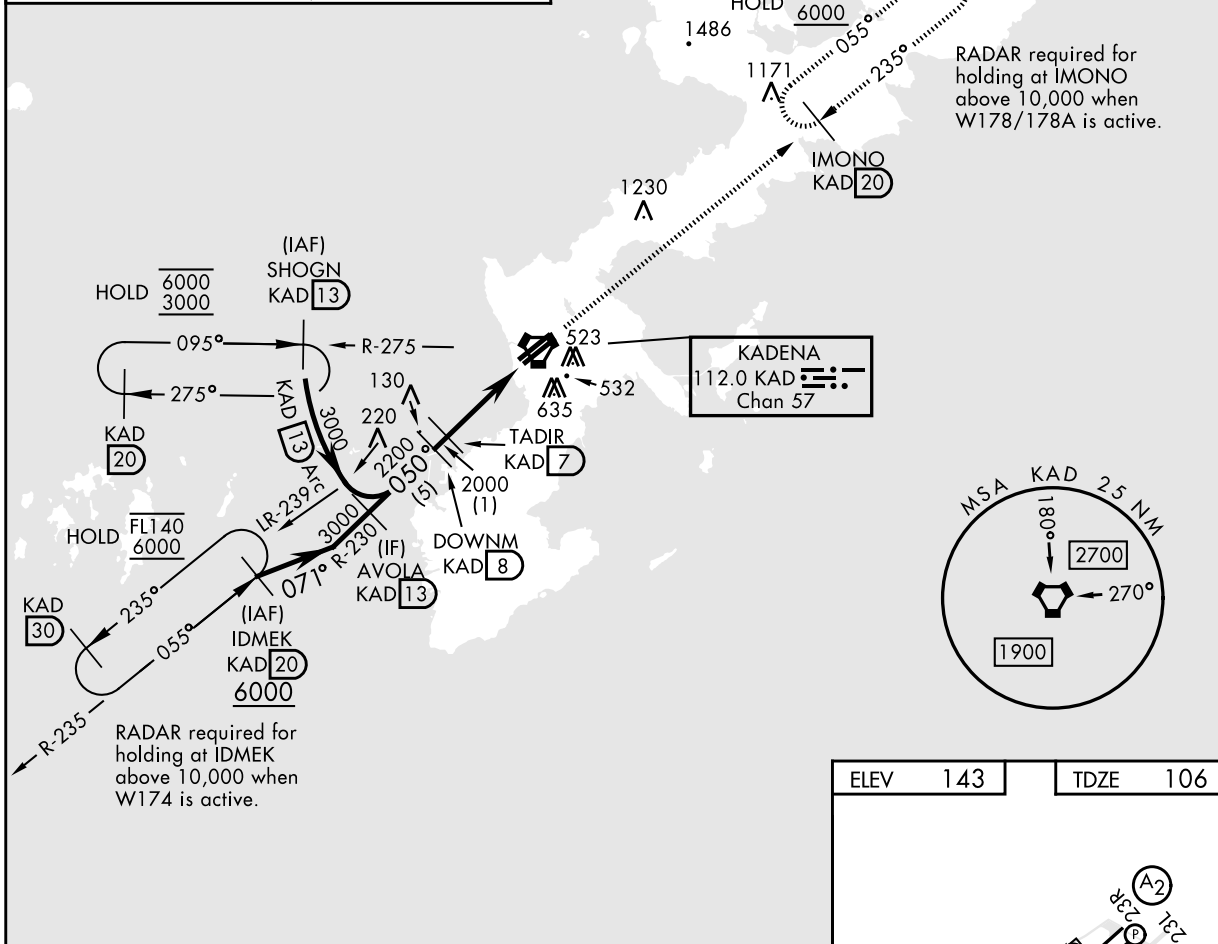 HOLD 6000
1486
055°
235°
1171
RADAR required for
holding at IMONO
above 10,000 when
W178/178A is active.
IMONO
KAD 20
1230
(IAF)
SHOGN
KAD 13
HOLD 6000
3000
095°
R-275
275°
KAD
20
KAD 13 Arc
3000
130
220
2200
050°
(5)
523
532
635
KADENA
112.0 KAD
Chan 57
TADIR
KAD 7
2000
(1)
DOWNM
KAD 8
LR-239
3000
R-230
071°
(IF)
AVOLA
KAD 13
HOLD FL140
6000
235°
055°
KAD
30
(IAF)
IDMEK
KAD 20
6000
R-235
RADAR required for
holding at IDMEK
above 10,000 when
W174 is active.
MSA KAD 25 NM
180°
2700
270°
1900
ELEV 143
TDZE 106
A2
23R
23L
P